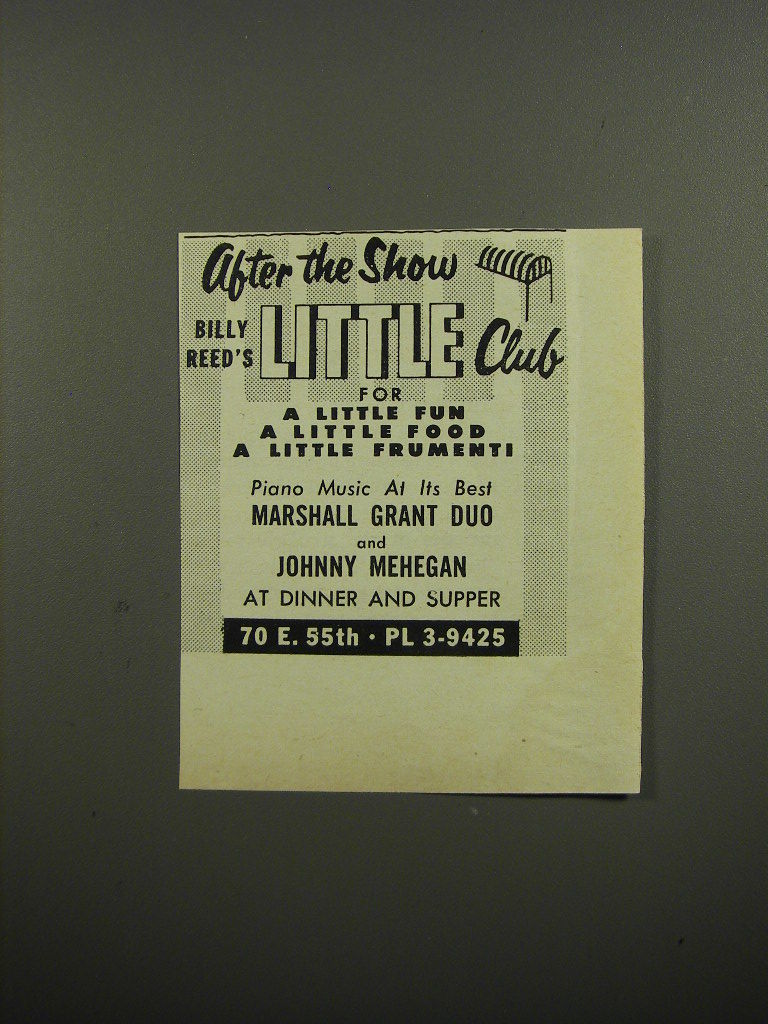 After the Show
BILLY REED'S LITTLE Club
FOR
A LITTLE FUN
A LITTLE FOOD
A LITTLE FRUMENTI
Piano Music At Its Best
MARSHALL GRANT DUO
and
JOHNNY MEHEGAN
AT DINNER AND SUPPER
70 E. 55th · PL 3-9425